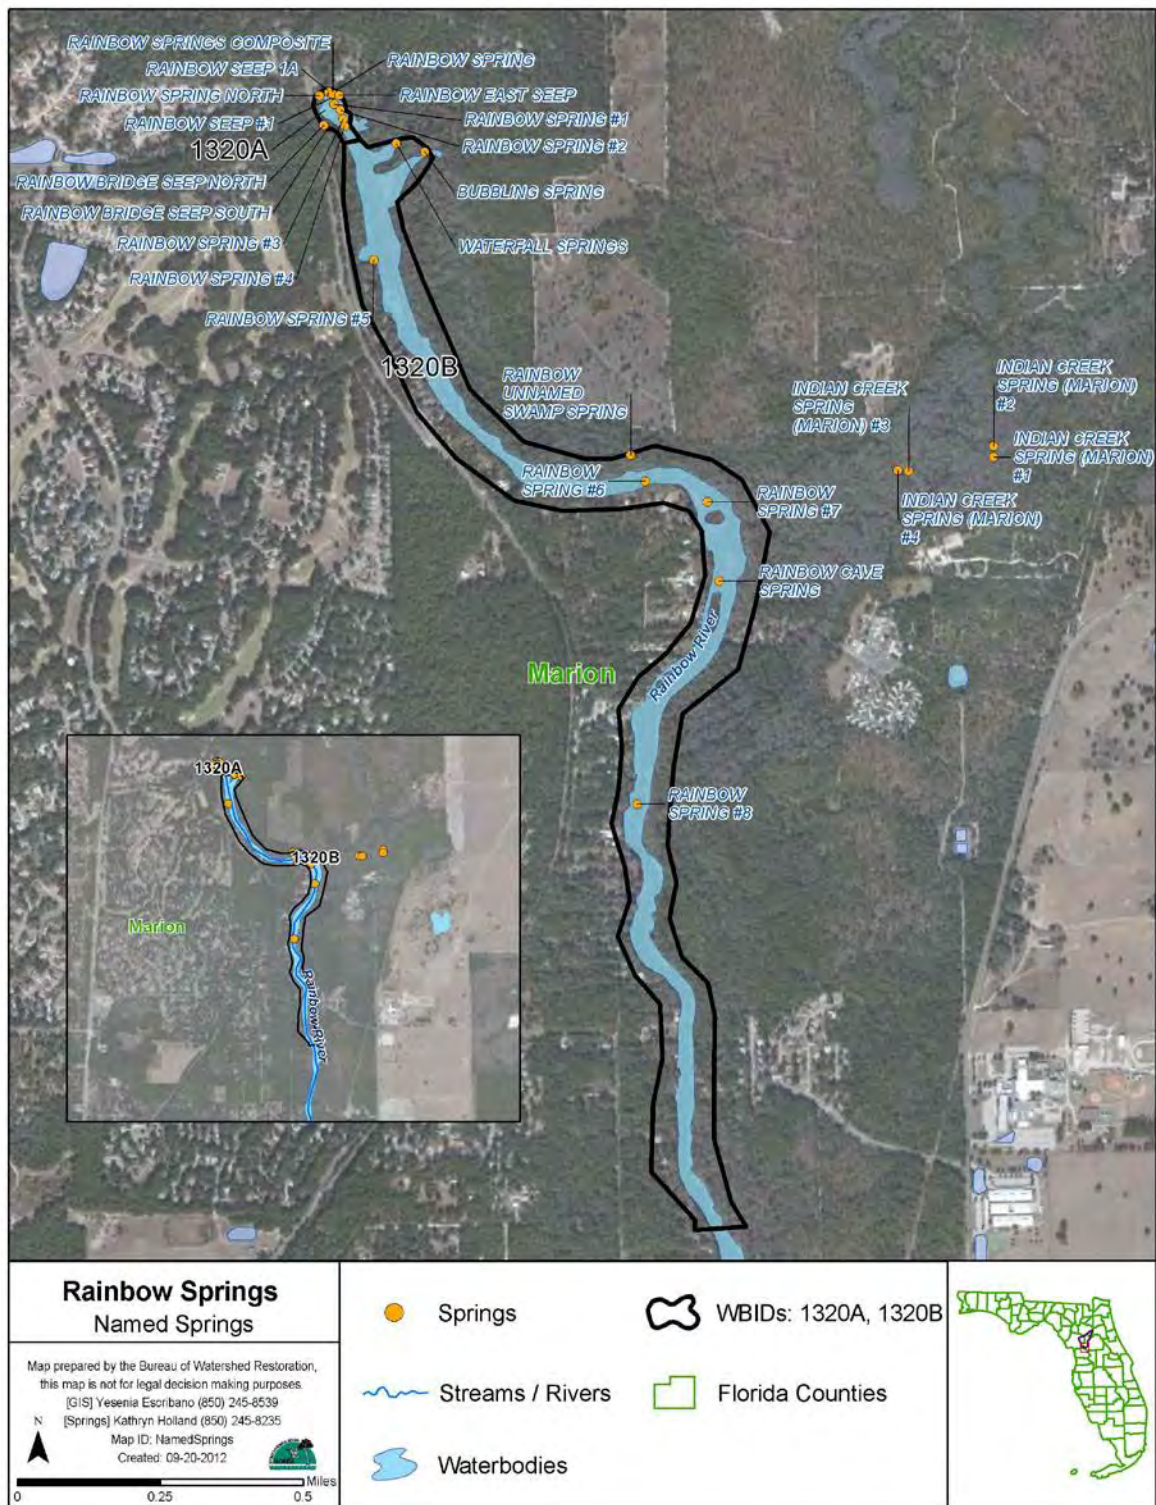 RAINBOW SPRINGS COMPOSITE
RAINBOW SPRING
RAINBOW SEEP 1A
RAINBOW SPRING NORTH
RAINBOW EAST SEEP
RAINBOW SEEP #1
RAINBOW SPRING #1
1320A
RAINBOW SPRING #2
RAINBOW BRIDGE SEEP NORTH
BUBBLING SPRING
RAINBOW BRIDGE SEEP SOUTH
RAINBOW SPRING #3
WATERFALL SPRINGS
RAINBOW SPRING #4
RAINBOW SPRING #5
1320B
RAINBOW
UNNAMED
SWAMP SPRING
INDIAN CREEK
SPRING
(MARION) #3
INDIAN CREEK
SPRING (MARION)
#2
INDIAN CREEK
SPRING (MARION)
#1
RAINBOW
SPRING #6
RAINBOW
SPRING #7
INDIAN CREEK
SPRING (MARION)
#4
RAINBOW CAVE
SPRING
Rainbow River
Marion
RAINBOW
SPRING #8
1320A
1320B
Marion
Rainbow River
Rainbow Springs
Named Springs
Map prepared by the Bureau of Watershed Restoration,
this map is not for legal decision making purposes.
[GIS] Yesenia Escribano (850) 245-8539
[Springs] Kathryn Holland (850) 245-8235
Map ID: NamedSprings
Created: 09-20-2012
N
Miles
0 0.25 0.5
Springs
WBIDs: 1320A, 1320B
Streams / Rivers
Florida Counties
Waterbodies